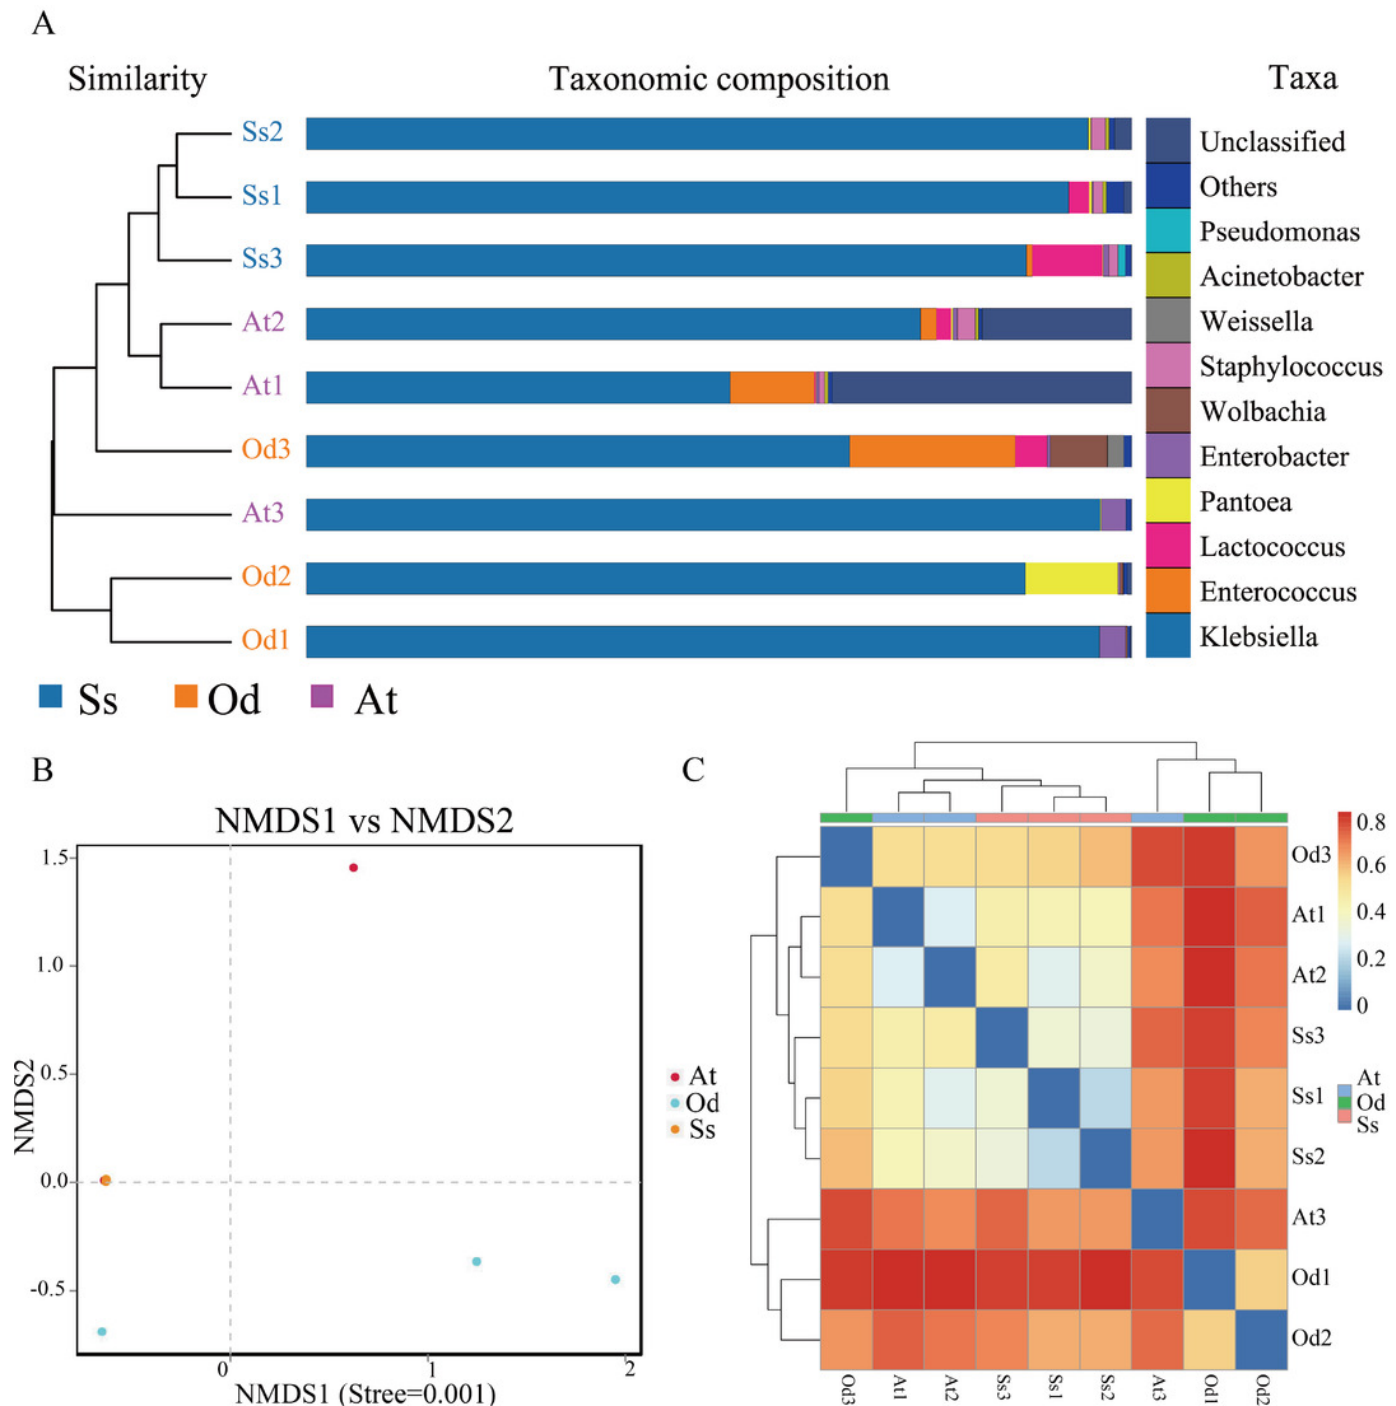 A
Similarity
Taxonomic composition
Taxa
Ss2
Ss1
Ss3
At2
At1
Od3
At3
Od2
Od1
Unclassified
Others
Pseudomonas
Acinetobacter
Weissella
Staphylococcus
Wolbachia
Enterobacter
Pantoea
Lactococcus
Enterococcus
Klebsiella
Ss
Od
At
B
NMDS1 vs NMDS2
1.5
1.0
0.5
0.0
-0.5
NMDS2
0
1
2
NMDS1 (Stree=0.001)
At
Od
Ss
C
Od3
At1
At2
Ss3
Ss1
Ss2
At3
Od1
Od2
Od3
At1
At2
Ss3
Ss1
Ss2
At3
Od1
Od2
0.8
0.6
0.4
0.2
0
At
Od
Ss